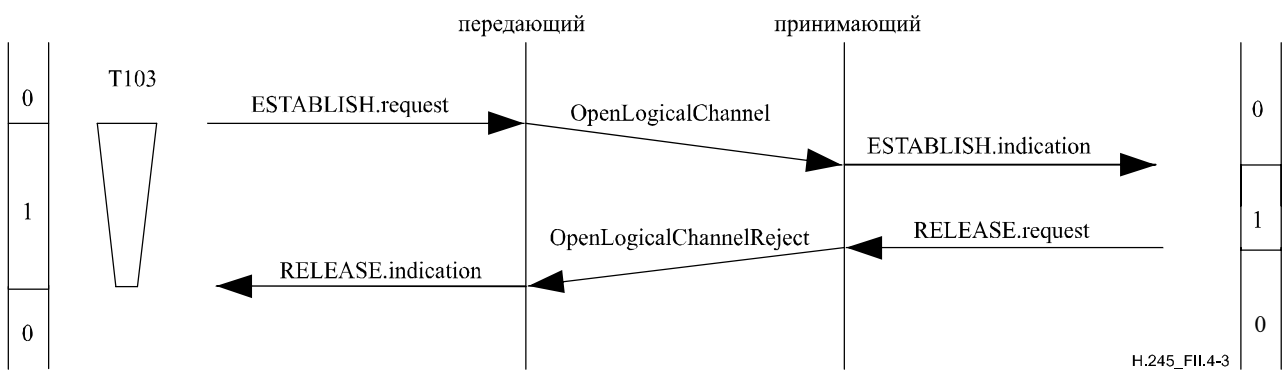 передающий
принимающий
T103
0
0
ESTABLISH.request
OpenLogicalChannel
ESTABLISH.indication
1
1
OpenLogicalChannelReject
RELEASE.request
RELEASE.indication
0
0
H.245_FII.4-3